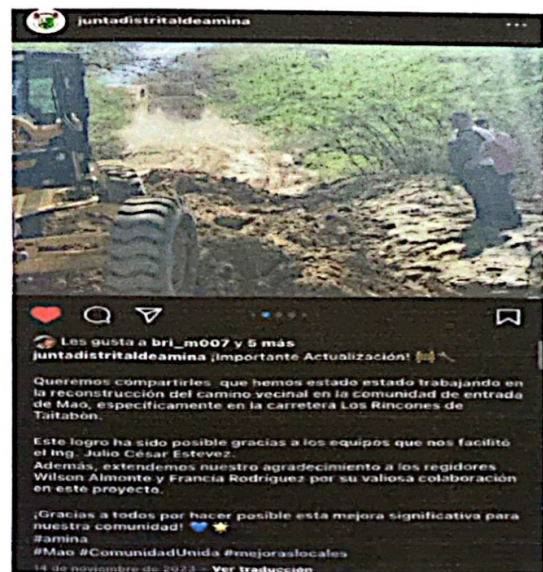 juntadistritaldeamina
Les gusta a bri_m007 y 5 más
juntadistritaldeamina ¡Importante Actualización! 🚧🔨
Queremos compartirles que hemos estado estado trabajando en
la reconstrucción del camino vecinal en la comunidad de entrada
de Mao, específicamente en la carretera Los Rincones de
Taitabón.
Este logro ha sido posible gracias a los equipos que nos facilitó
el Ing. Julio César Estevez.
Además, extendemos nuestro agradecimiento a los regidores
Wilson Almonte y Francia Rodríguez por su valiosa colaboración
en este proyecto.
¡Gracias a todos por hacer posible esta mejora significativa para
nuestra comunidad! 💙🌟
#amina
#Mao #ComunidadUnida #mejoraslocales
14 de noviembre de 2023 - Ver traducción